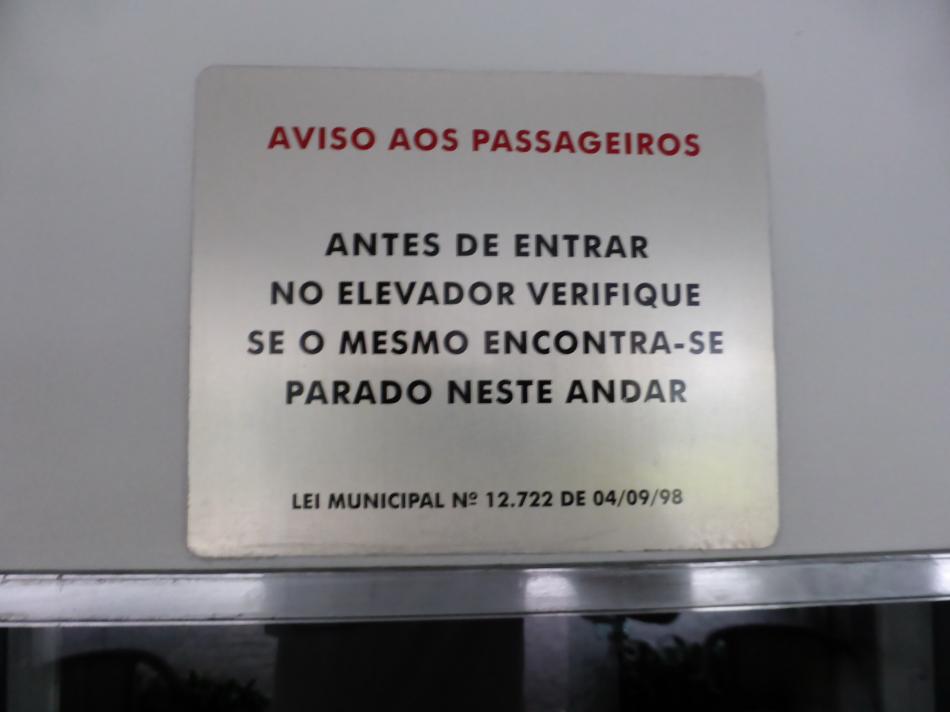 AVISO AOS PASSAGEIROS
ANTES DE ENTRAR
NO ELEVADOR VERIFIQUE
SE O MESMO ENCONTRA-SE
PARADO NESTE ANDAR
LEI MUNICIPAL Nº 12.722 DE 04/09/98